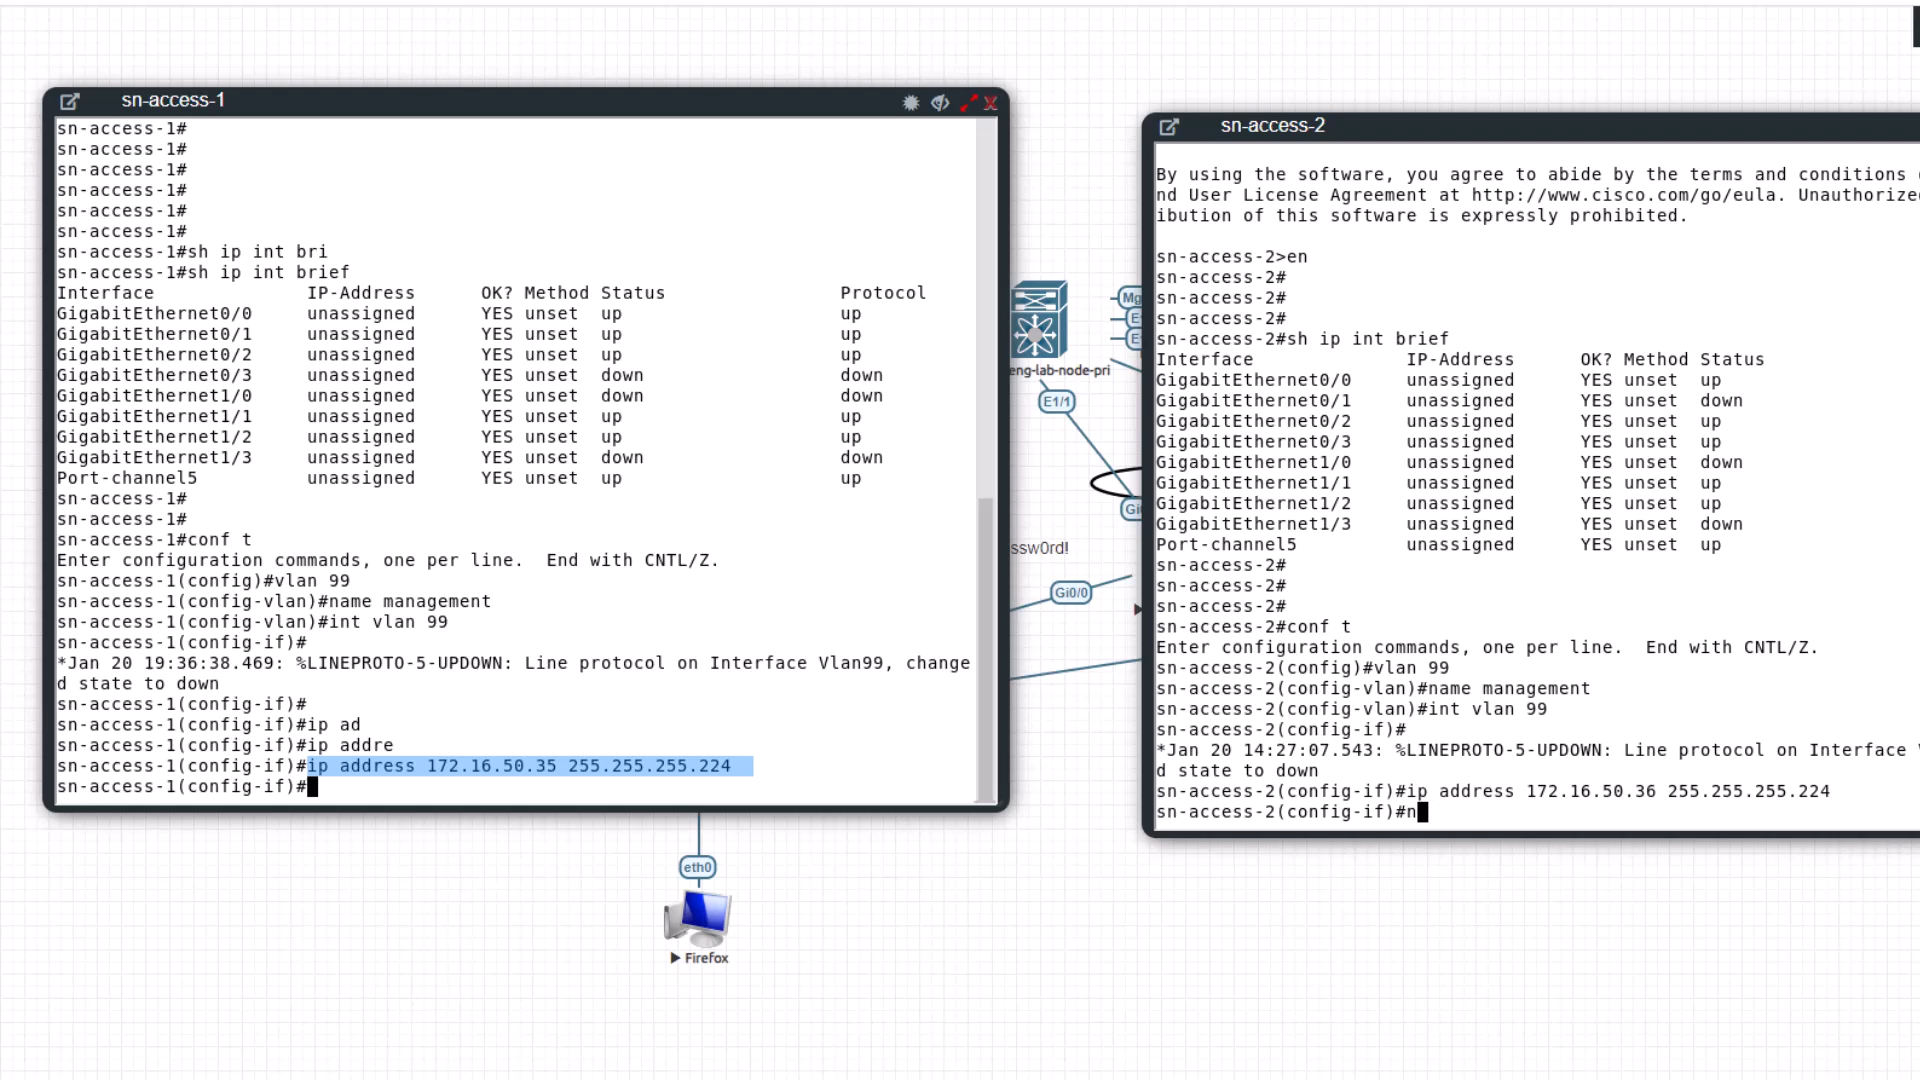 sn-access-1
sn-access-1#
sn-access-1#
sn-access-1#
sn-access-1#
sn-access-1#
sn-access-1#
sn-access-1#sh ip int bri
sn-access-1#sh ip int brief
Interface IP-Address OK? Method Status Protocol
GigabitEthernet0/0 unassigned YES unset up up
GigabitEthernet0/1 unassigned YES unset up up
GigabitEthernet0/2 unassigned YES unset up up
GigabitEthernet0/3 unassigned YES unset down down
GigabitEthernet1/0 unassigned YES unset down down
GigabitEthernet1/1 unassigned YES unset up up
GigabitEthernet1/2 unassigned YES unset up up
GigabitEthernet1/3 unassigned YES unset down down
Port-channel5 unassigned YES unset up up
sn-access-1#
sn-access-1#
sn-access-1#conf t
Enter configuration commands, one per line. End with CNTL/Z.
sn-access-1(config)#vlan 99
sn-access-1(config-vlan)#name management
sn-access-1(config-vlan)#int vlan 99
sn-access-1(config-if)#
*Jan 20 19:36:38.469: %LINEPROTO-5-UPDOWN: Line protocol on Interface Vlan99, change
d state to down
sn-access-1(config-if)#
sn-access-1(config-if)#ip ad
sn-access-1(config-if)#ip addre
sn-access-1(config-if)#ip address 172.16.50.35 255.255.255.224
sn-access-1(config-if)#
Mg
E
E
eng-lab-node-pri
E1/1
Gi
ssw0rd!
Gi0/0
eth0
Firefox
sn-access-2
By using the software, you agree to abide by the terms and conditions
nd User License Agreement at http://www.cisco.com/go/eula. Unauthorize
ibution of this software is expressly prohibited.
sn-access-2>en
sn-access-2#
sn-access-2#
sn-access-2#
sn-access-2#sh ip int brief
Interface IP-Address OK? Method Status
GigabitEthernet0/0 unassigned YES unset up
GigabitEthernet0/1 unassigned YES unset down
GigabitEthernet0/2 unassigned YES unset up
GigabitEthernet0/3 unassigned YES unset up
GigabitEthernet1/0 unassigned YES unset down
GigabitEthernet1/1 unassigned YES unset up
GigabitEthernet1/2 unassigned YES unset up
GigabitEthernet1/3 unassigned YES unset down
Port-channel5 unassigned YES unset up
sn-access-2#
sn-access-2#
sn-access-2#
sn-access-2#conf t
Enter configuration commands, one per line. End with CNTL/Z.
sn-access-2(config)#vlan 99
sn-access-2(config-vlan)#name management
sn-access-2(config-vlan)#int vlan 99
sn-access-2(config-if)#
*Jan 20 14:27:07.543: %LINEPROTO-5-UPDOWN: Line protocol on Interface
d state to down
sn-access-2(config-if)#ip address 172.16.50.36 255.255.255.224
sn-access-2(config-if)#n